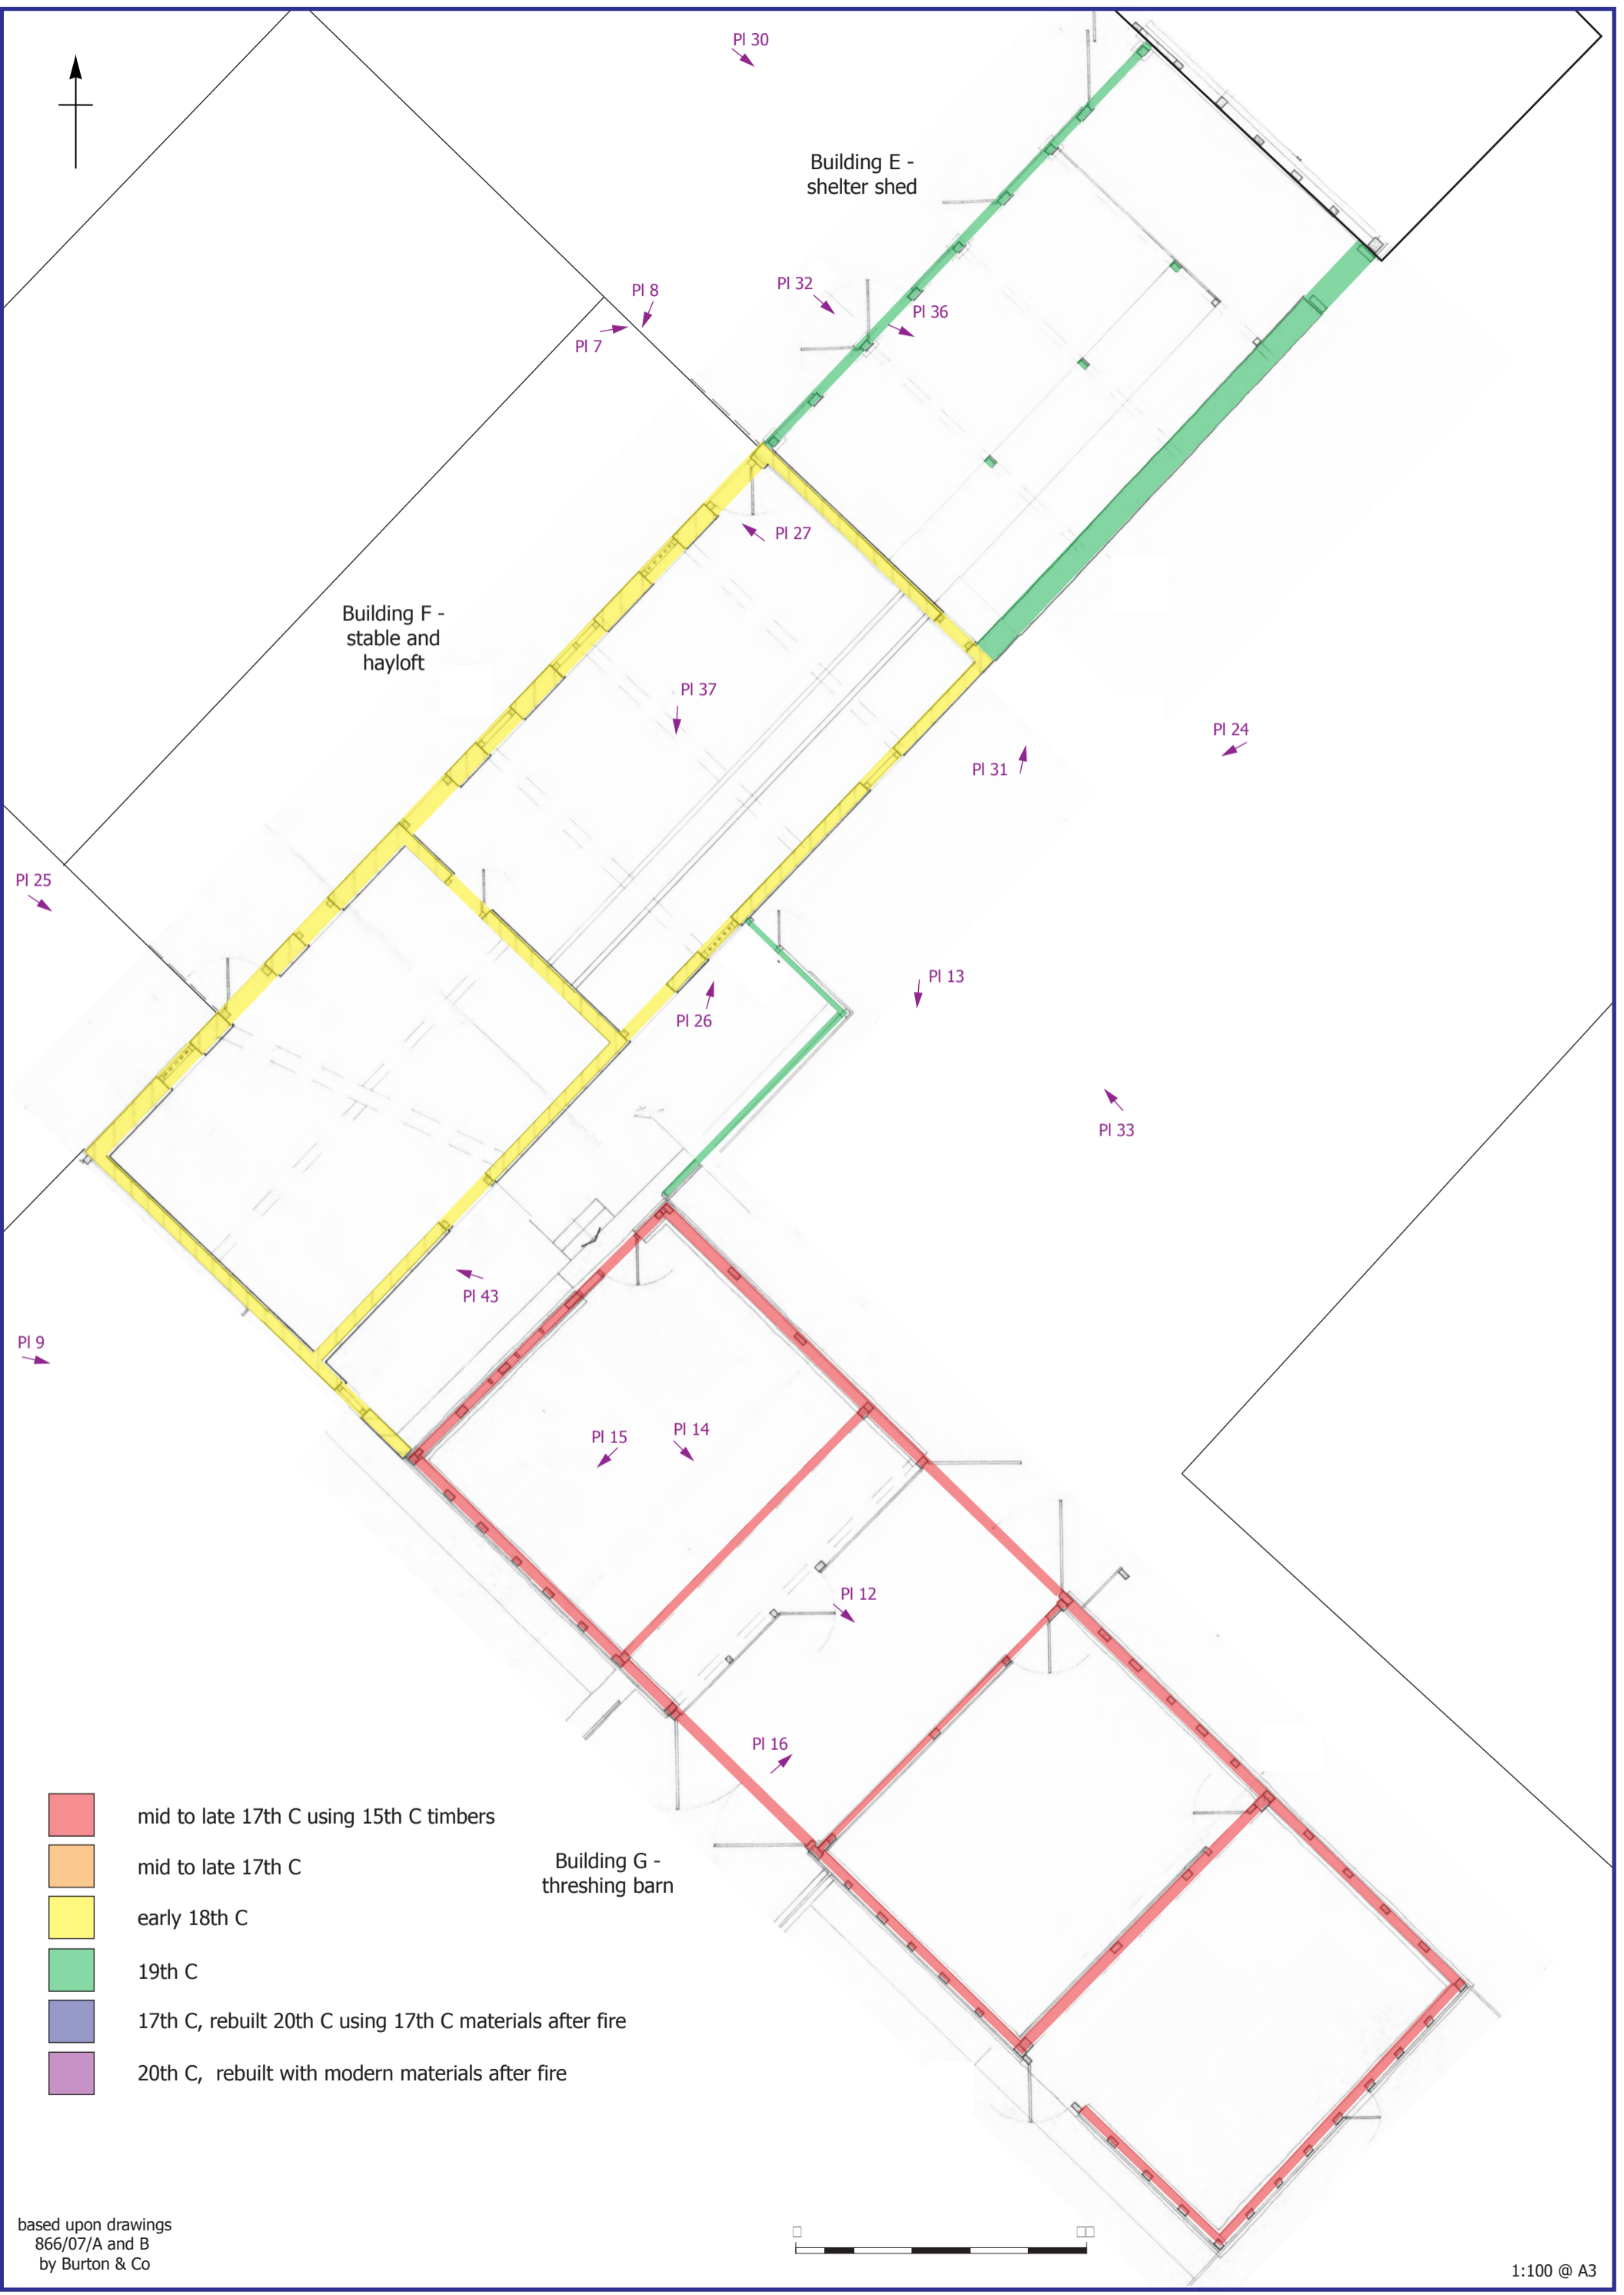 Pl 30
Building E -
shelter shed
Pl 8
Pl 32
Pl 36
Pl 7
Pl 27
Building F -
stable and
hayloft
Pl 37
Pl 24
Pl 31
Pl 25
Pl 13
Pl 26
Pl 33
Pl 43
Pl 9
Pl 15
Pl 14
Pl 12
Pl 16
mid to late 17th C using 15th C timbers
mid to late 17th C
early 18th C
19th C
17th C, rebuilt 20th C using 17th C materials after fire
20th C, rebuilt with modern materials after fire
Building G -
threshing barn
based upon drawings
866/07/A and B
by Burton & Co
1:100 @ A3